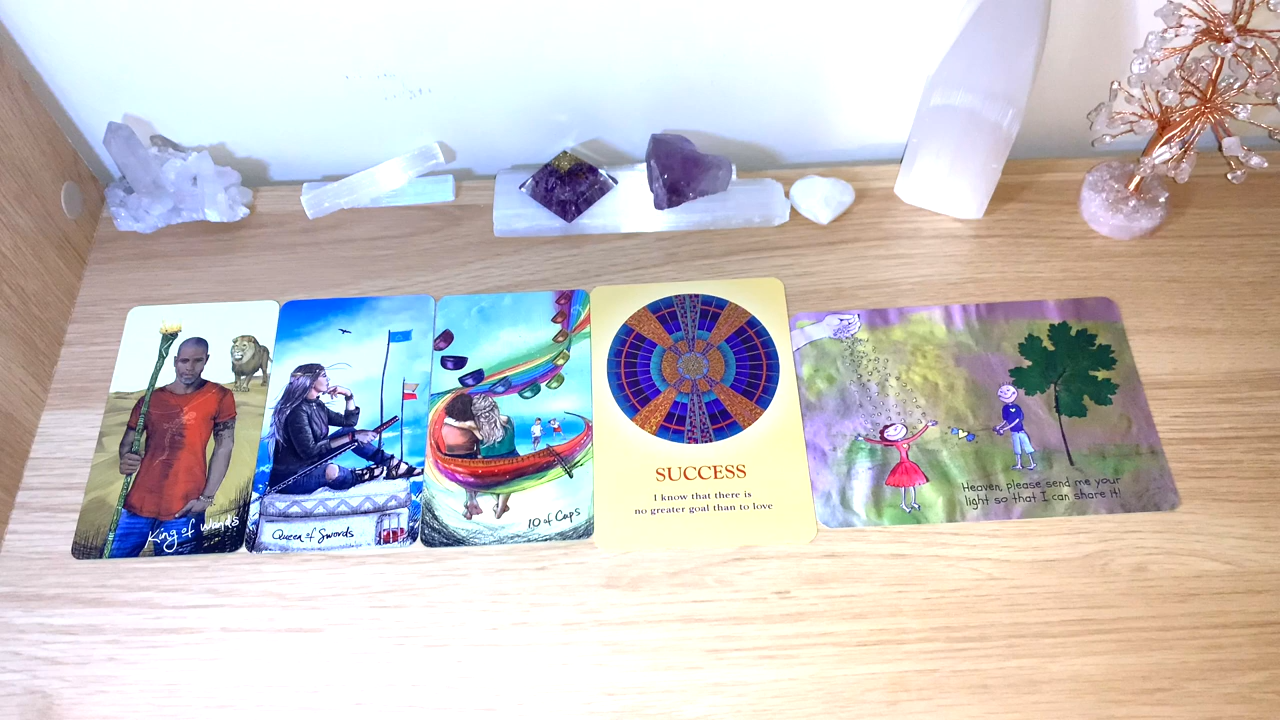 King of Wands
Queen of Swords
10 of Cups
SUCCESS
I know that there is
no greater goal than to love
Heaven, please send me your
light so that I can share it!